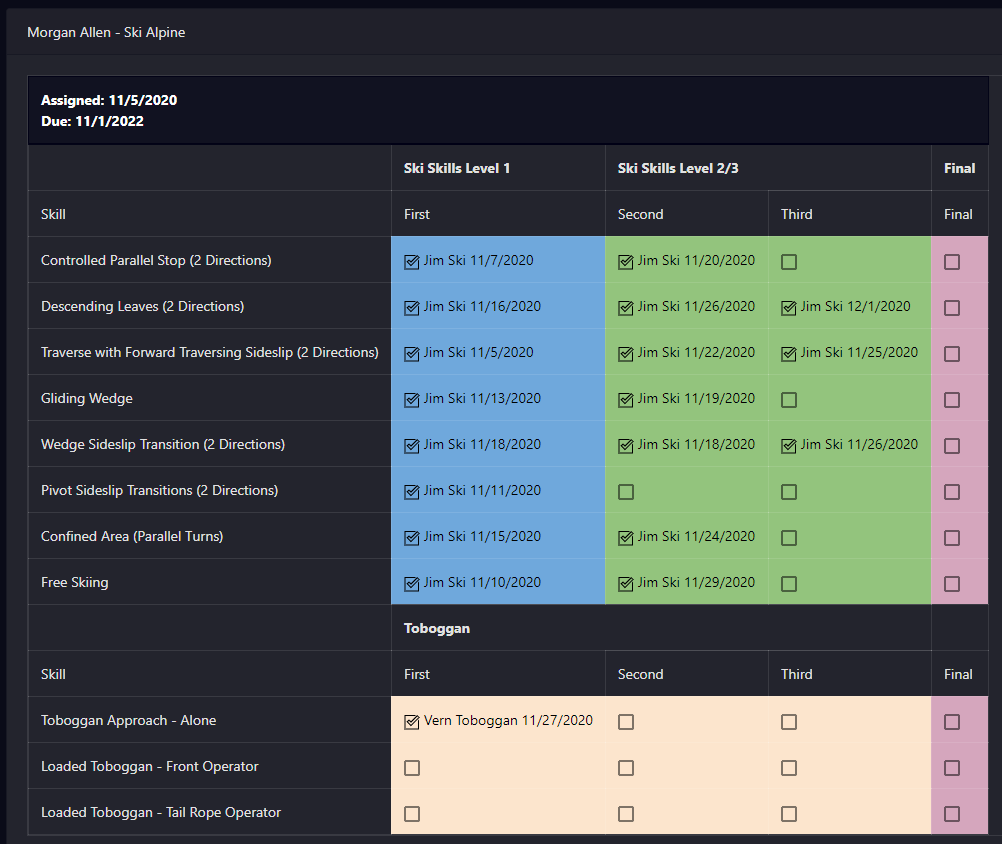 Morgan Allen - Ski Alpine
Assigned: 11/5/2020
Due: 11/1/2022
Ski Skills Level 1 Ski Skills Level 2/3 Final
Skill First Second Third Final
Controlled Parallel Stop (2 Directions) Jim Ski 11/7/2020 Jim Ski 11/20/2020
Descending Leaves (2 Directions) Jim Ski 11/16/2020 Jim Ski 11/26/2020 Jim Ski 12/1/2020
Traverse with Forward Traversing Sideslip (2 Directions) Jim Ski 11/5/2020 Jim Ski 11/22/2020 Jim Ski 11/25/2020
Gliding Wedge Jim Ski 11/13/2020 Jim Ski 11/19/2020
Wedge Sideslip Transition (2 Directions) Jim Ski 11/18/2020 Jim Ski 11/18/2020 Jim Ski 11/26/2020
Pivot Sideslip Transitions (2 Directions) Jim Ski 11/11/2020
Confined Area (Parallel Turns) Jim Ski 11/15/2020 Jim Ski 11/24/2020
Free Skiing Jim Ski 11/10/2020 Jim Ski 11/29/2020
Toboggan
Skill First Second Third Final
Toboggan Approach - Alone Vern Toboggan 11/27/2020
Loaded Toboggan - Front Operator
Loaded Toboggan - Tail Rope Operator